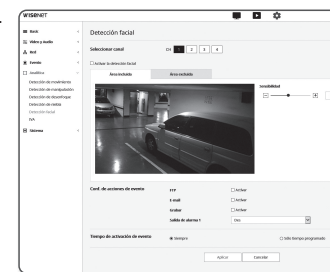 WISENET
Basic
Vídeo y Audio
Red
Evento
Analítica
Detección de movimiento
Detección de manipulación
Detección de desenfoque
Detección de niebla
Detección facial
IVA
Sistema
Detección facial
Seleccionar canal
CH 1 2 3 4
Activar la detección facial
Área incluida
Área excluida
Sensibilidad
Conf. de acciones de evento
FTP
Activar
E-mail
Activar
Grabar
Activar
Salida de alarma 1
Tiempo de activación de evento
Siempre
Sólo tiempo programado
Aplicar
Cancelar